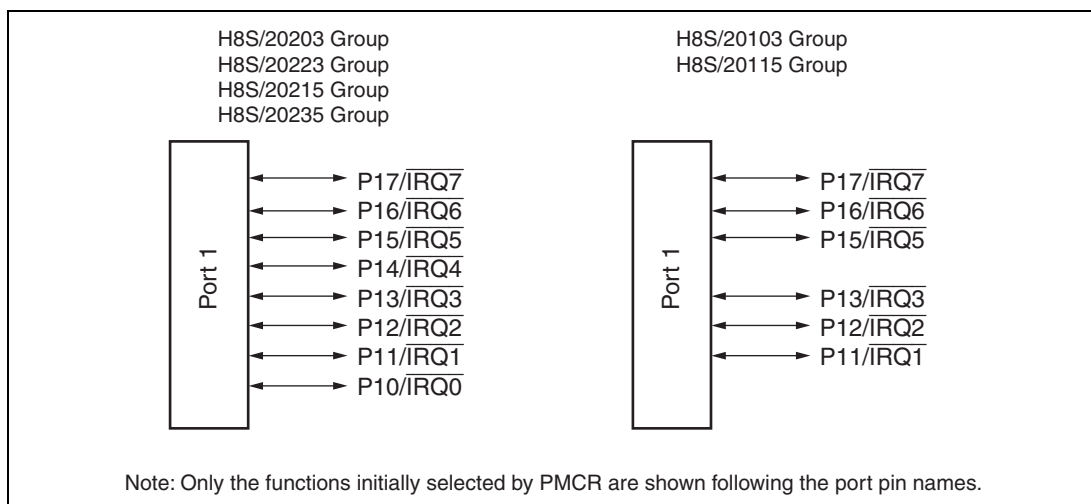 H8S/20203 Group
H8S/20223 Group
H8S/20215 Group
H8S/20235 Group
Port 1
P17/IRQ7
P16/IRQ6
P15/IRQ5
P14/IRQ4
P13/IRQ3
P12/IRQ2
P11/IRQ1
P10/IRQ0
H8S/20103 Group
H8S/20115 Group
Port 1
P17/IRQ7
P16/IRQ6
P15/IRQ5
P13/IRQ3
P12/IRQ2
P11/IRQ1
Note: Only the functions initially selected by PMCR are shown following the port pin names.